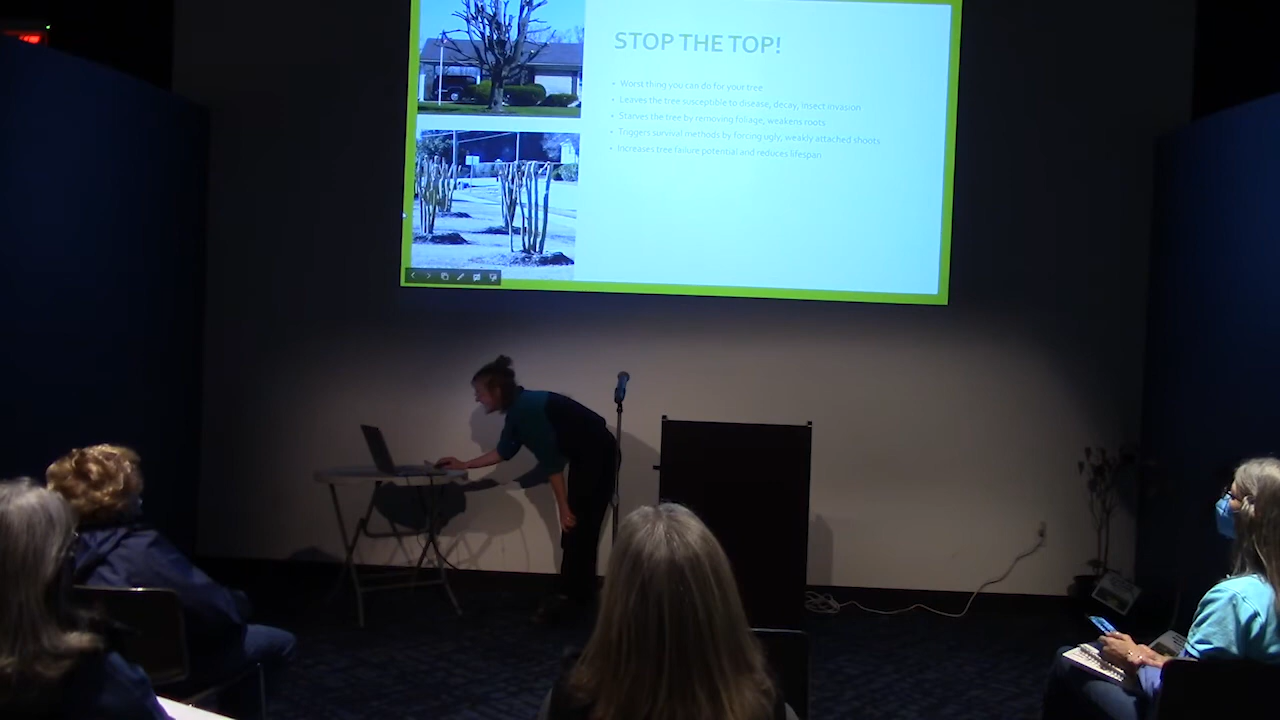 STOP THE TOP!
• Worst thing you can do for your tree
• Leaves the tree susceptible to disease, decay, insect invasion
• Starves the tree by removing foliage, weakens roots
• Triggers survival methods by forcing ugly, weakly attached shoots
• Increases tree failure potential and reduces lifespan